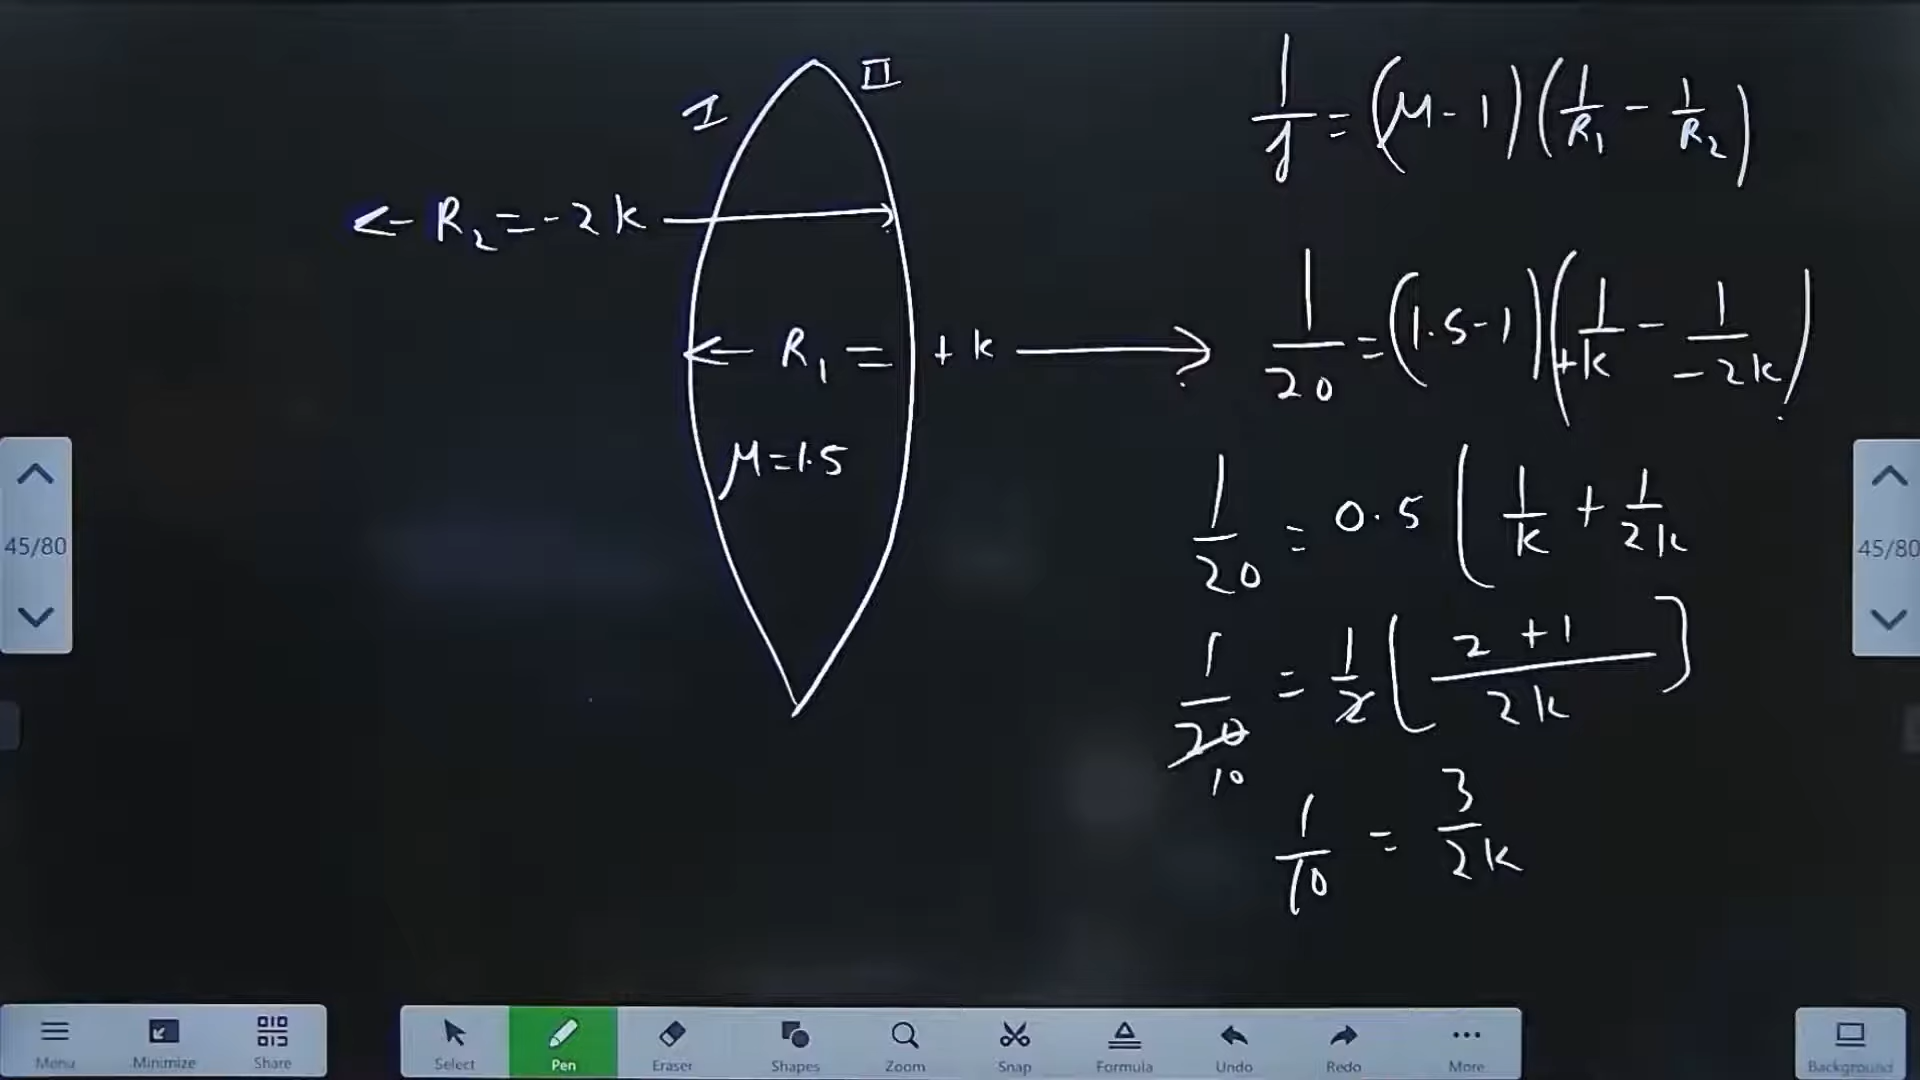 I II
R₂ = -2k
R₁ = +k
μ=1.5
1/f = (μ-1)(1/R₁ - 1/R₂)
1/20 = (1.5-1)(1/+k - 1/-2k)
1/20 = 0.5 [1/k + 1/2k
1/20 = 1/2 [2+1/2k]
10
1/10 = 3/2k
45/80
45/80
Menu Minimize Share Select Pen Eraser Shapes Zoom Snap Formula Undo Redo More Background